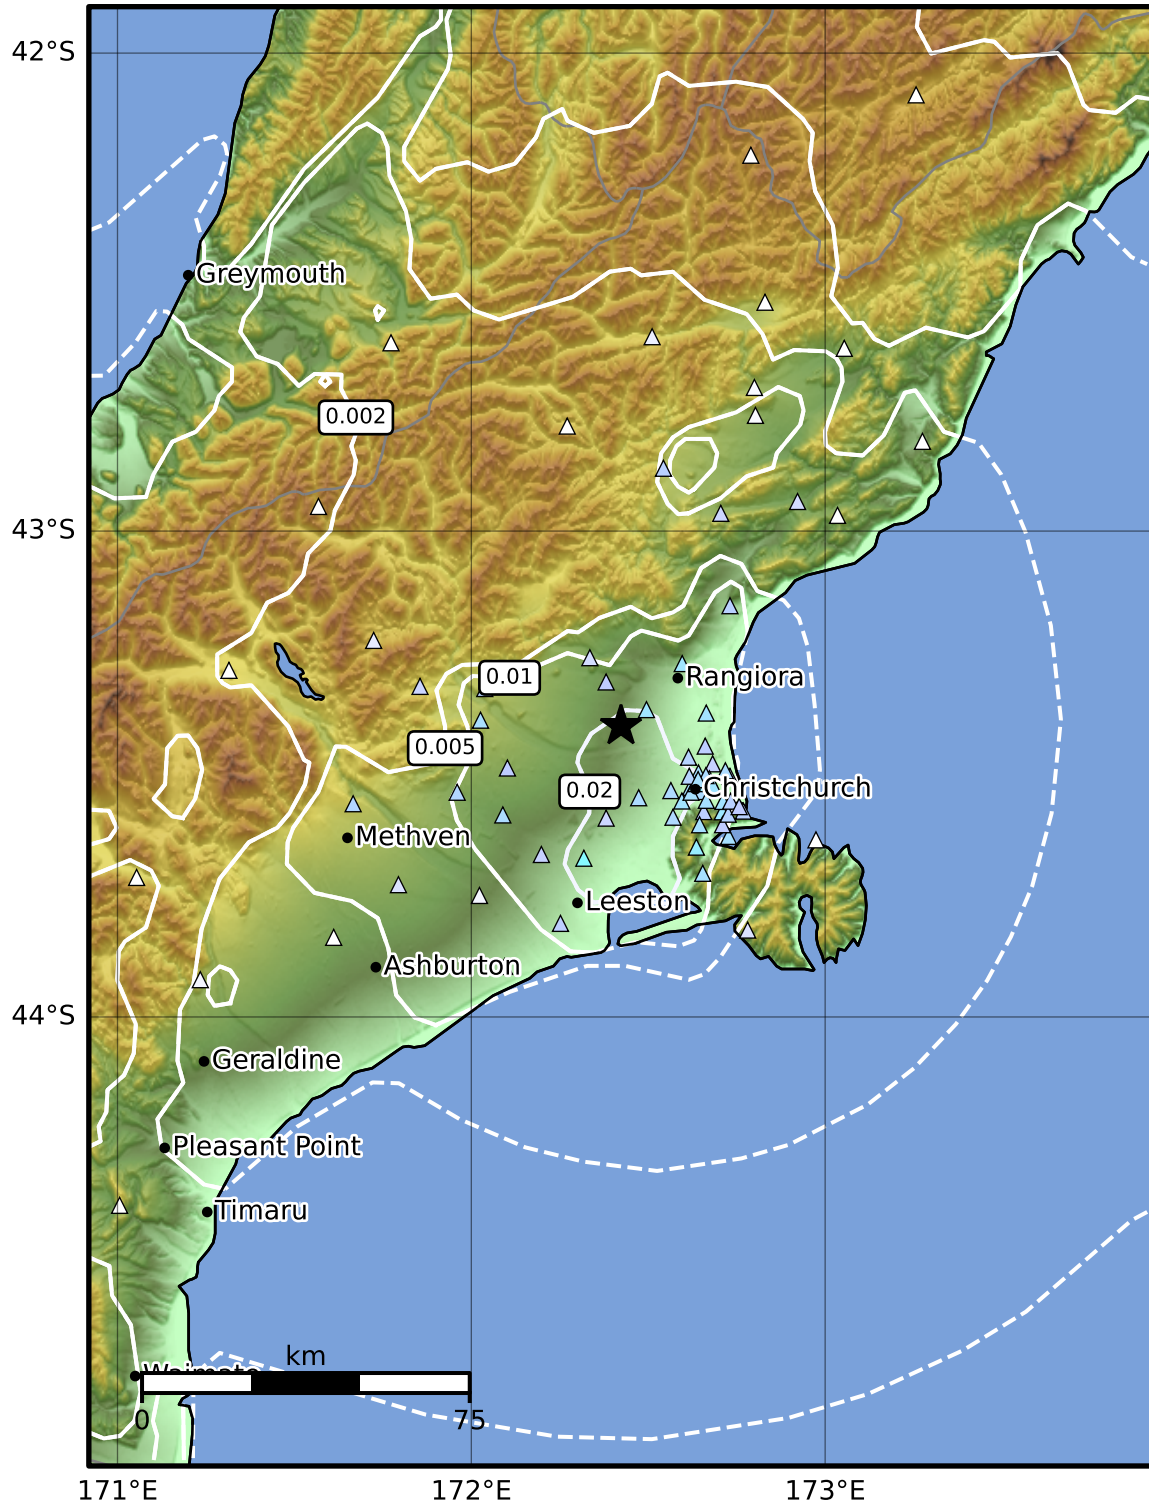 42°S
Greymouth
0.002
43°S
0.01
Rangiora
0.005
0.02
Christchurch
Methven
Leeston
Ashburton
44°S
Geraldine
Pleasant Point
Timaru
km
Waimate
0
75
171°E
172°E
173°E